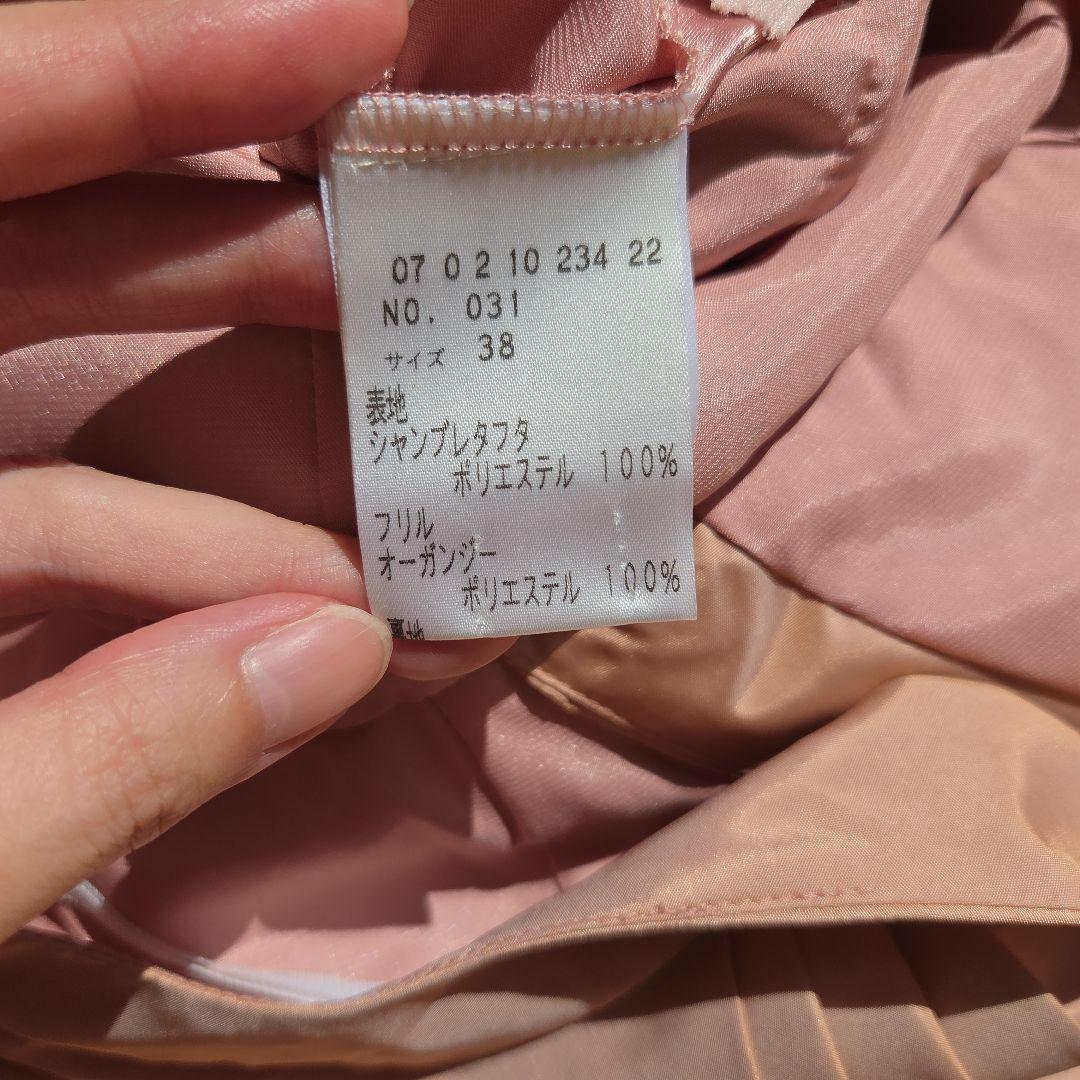 07 0 2 10 234 22
NO. 031
サイズ 38
表地
シャンブレタフタ
ポリエステル 100%
フリル
オーガンジー
ポリエステル 100%
裏地